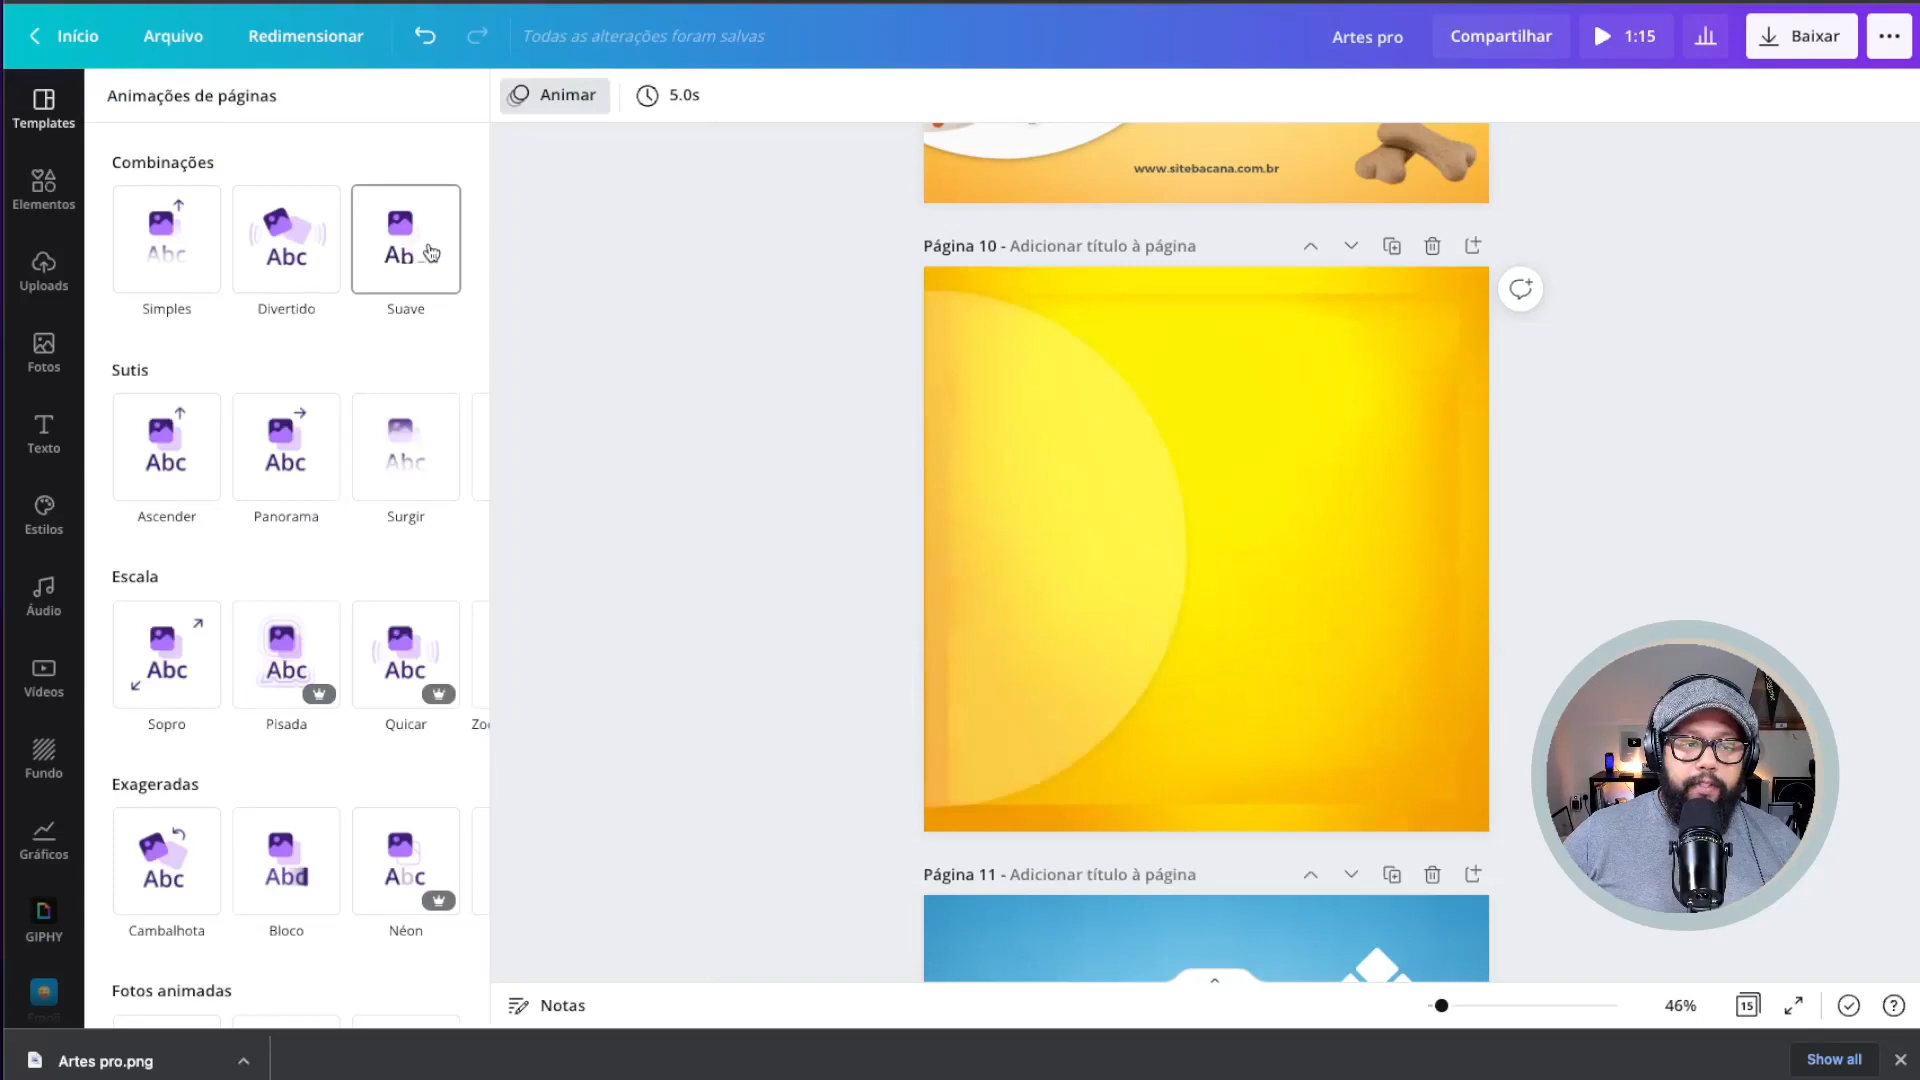 Início
Arquivo
Redimensionar
Todas as alterações foram salvas
Artes pro
Compartilhar
1:15
Baixar
Templates
Elementos
Uploads
Fotos
Texto
Estilos
Áudio
Vídeos
Fundo
Gráficos
GIPHY
Emoji
Animações de páginas
Combinações
Abc
Abc
Ab
Simples
Divertido
Suave
Sutis
Abc
Abc
Abc
Ascender
Panorama
Surgir
Escala
Abc
Abc
Abc
Sopro
Pisada
Quicar
Zoo
Exageradas
Abc
Abc
Abc
Cambalhota
Bloco
Néon
Fotos animadas
Animar
5.0s
www.sitebacana.com.br
Página 10 - Adicionar título à página
Página 11 - Adicionar título à página
Notas
46%
15
Artes pro.png
Show all